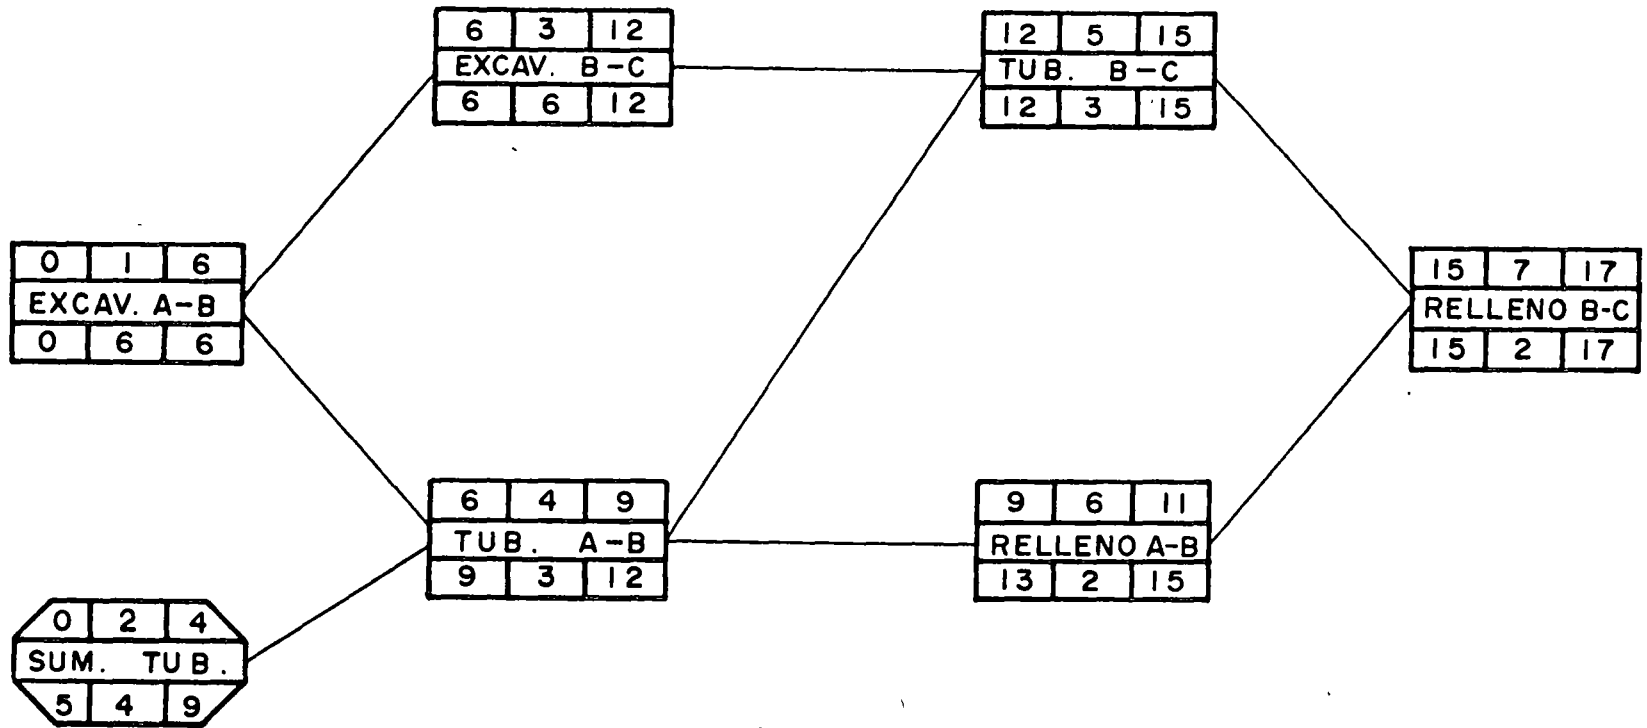 6 3 12
EXCAV. B-C
6 6 12
12 5 15
TUB. B-C
12 3 15
0 1 6
EXCAV. A-B
0 6 6
15 7 17
RELLENO B-C
15 2 17
6 4 9
TUB. A-B
9 3 12
9 6 11
RELLENO A-B
13 2 15
0 2 4
SUM. TUB.
5 4 9